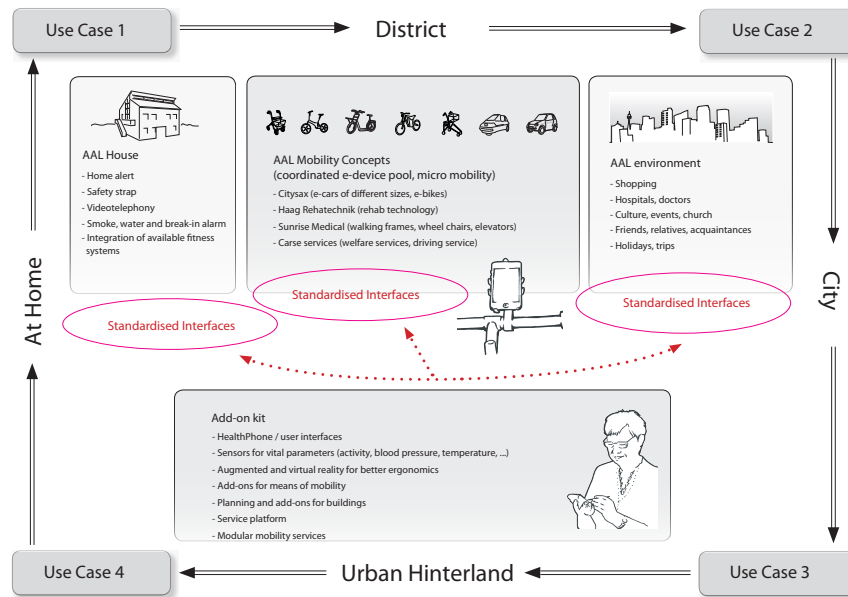 Use Case 1
District
Use Case 2
AAL House
- Home alert
- Safety strap
- Videotelephony
- Smoke, water and break-in alarm
- Integration of available fitness
systems
AAL Mobility Concepts
(coordinated e-device pool, micro mobility)
- Citysax (e-cars of different sizes, e-bikes)
- Haag Rehatechnik (rehab technology)
- Sunrise Medical (walking frames, wheel chairs, elevators)
- Carse services (welfare services, driving service)
AAL environment
- Shopping
- Hospitals, doctors
- Culture, events, church
- Friends, relatives, acquaintances
- Holidays, trips
At Home
City
Standardised Interfaces
Standardised Interfaces
Standardised Interfaces
Add-on kit
- HealthPhone / user interfaces
- Sensors for vital parameters (activity, blood pressure, temperature, ...)
- Augmented and virtual reality for better ergonomics
- Add-ons for means of mobility
- Planning and add-ons for buildings
- Service platform
- Modular mobility services
Use Case 4
Urban Hinterland
Use Case 3